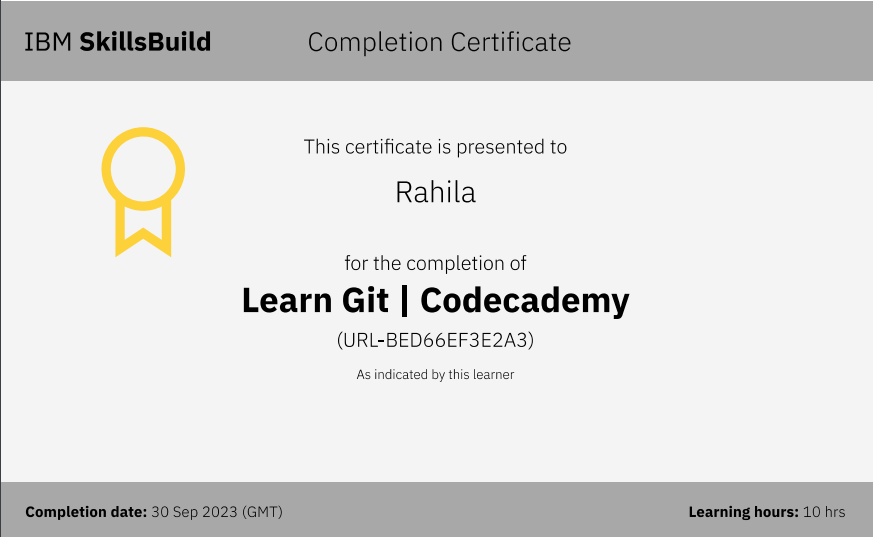 IBM SkillsBuild
Completion Certificate
This certificate is presented to
Rahila
for the completion of
Learn Git | Codecademy
(URL-BED66EF3E2A3)
As indicated by this learner
Completion date: 30 Sep 2023 (GMT)
Learning hours: 10 hrs